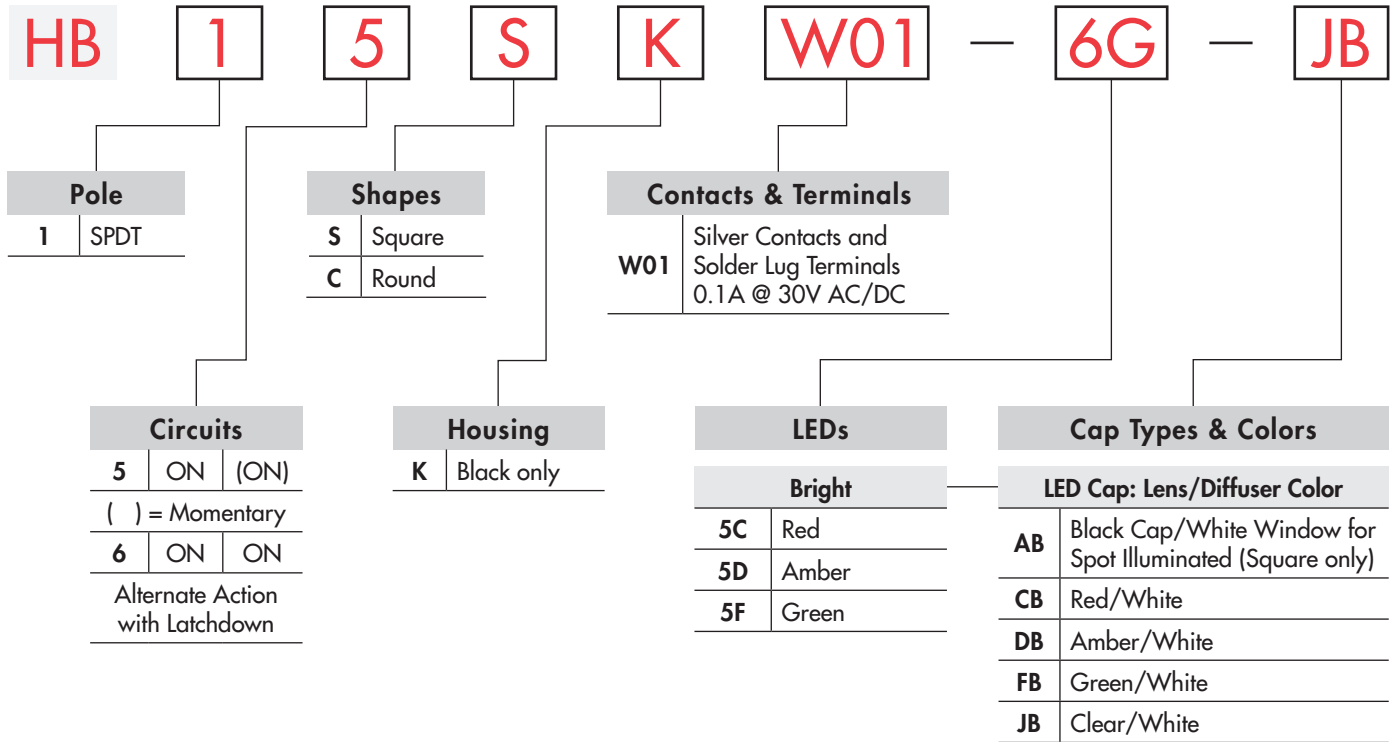 HB 1 5 S K W01 — 6G — JB
Pole
1 SPDT
Shapes
S Square
C Round
Contacts & Terminals
W01 Silver Contacts and
Solder Lug Terminals
0.1A @ 30V AC/DC
Circuits
5 ON (ON)
( ) = Momentary
6 ON ON
Alternate Action
with Latchdown
Housing
K Black only
LEDs
Bright
5C Red
5D Amber
5F Green
Cap Types & Colors
LED Cap: Lens/Diffuser Color
AB Black Cap/White Window for
Spot Illuminated (Square only)
CB Red/White
DB Amber/White
FB Green/White
JB Clear/White